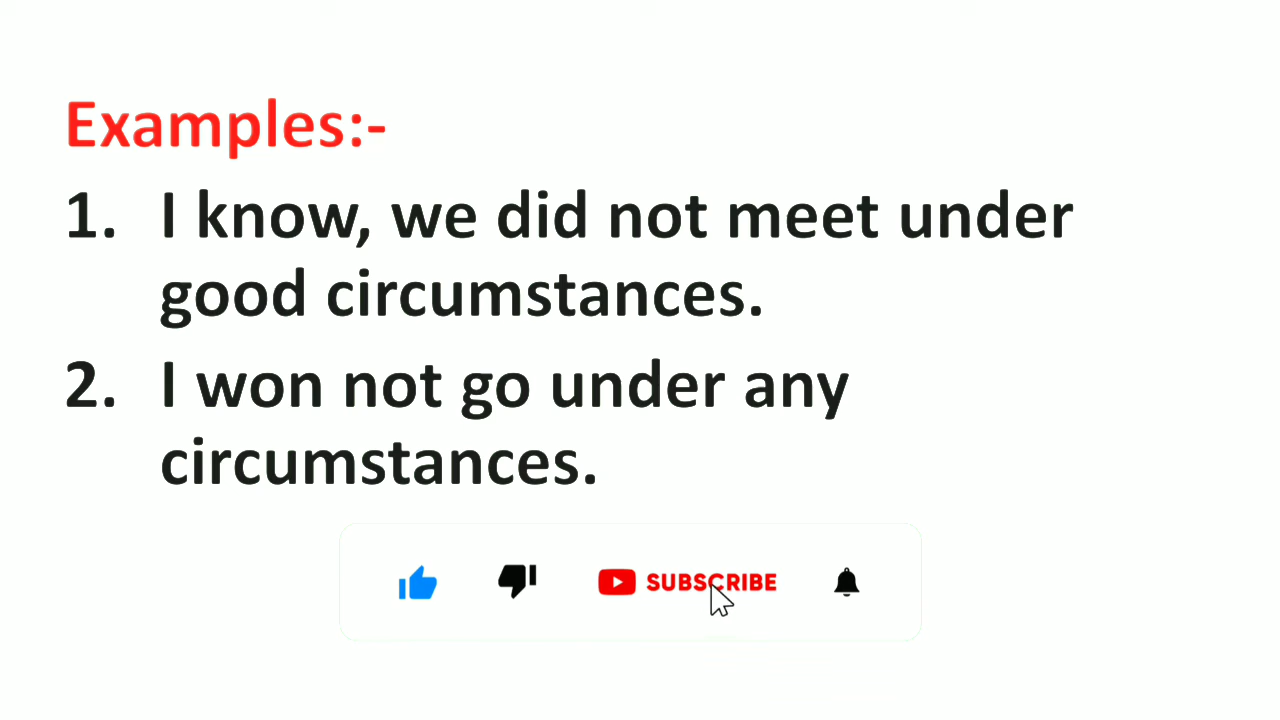 Examples:-
1. I know, we did not meet under
good circumstances.
2. I won not go under any
circumstances.
SUBSCRIBE